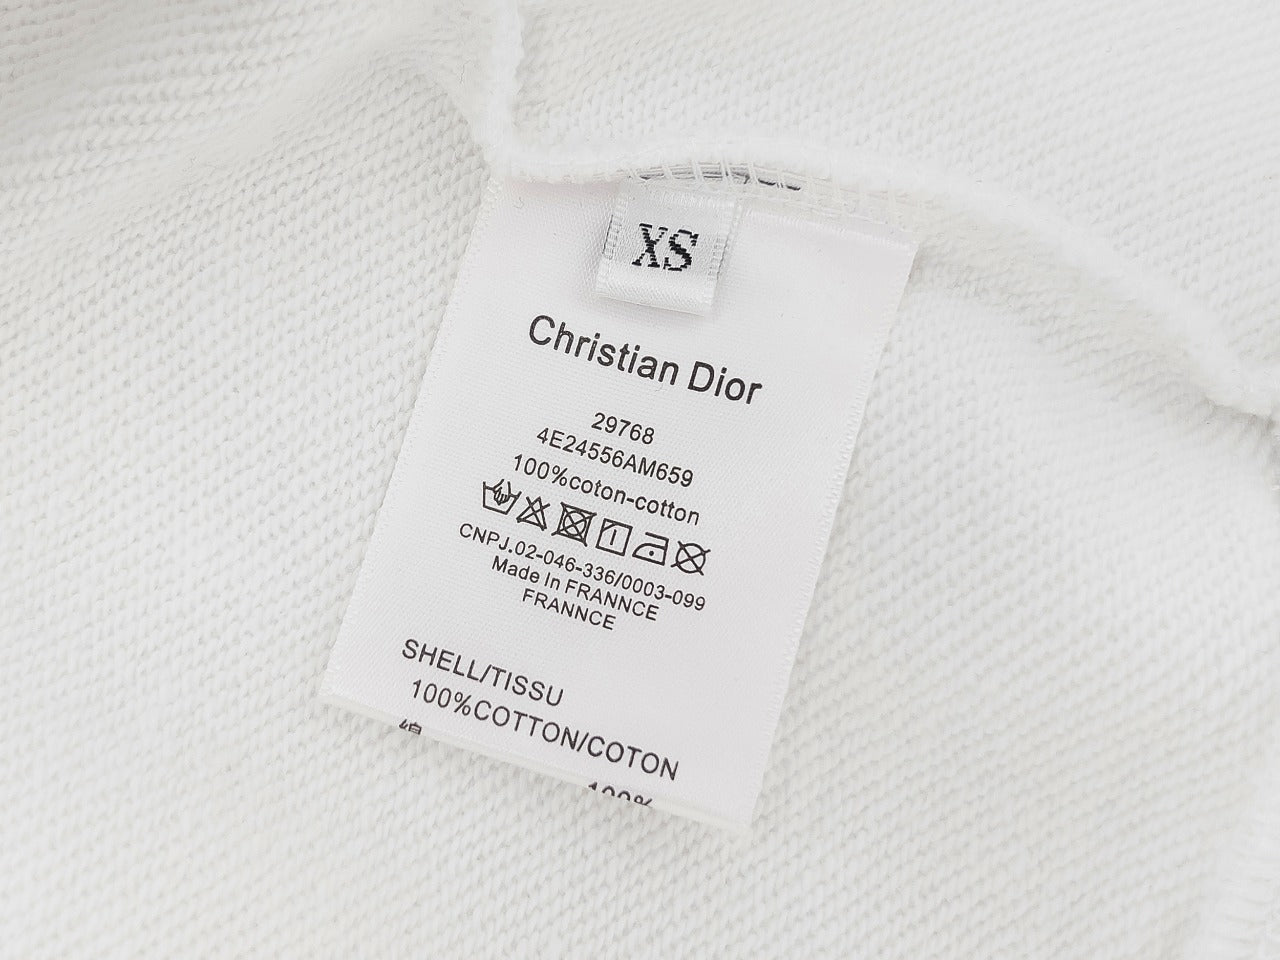 XS
Christian Dior
29768
4E24556AM659
100%coton-cotton
CNPJ.02-046-336/0003-099
Made In FRANNCE
FRANNCE
SHELL/TISSU
100%COTTON/COTON
100%